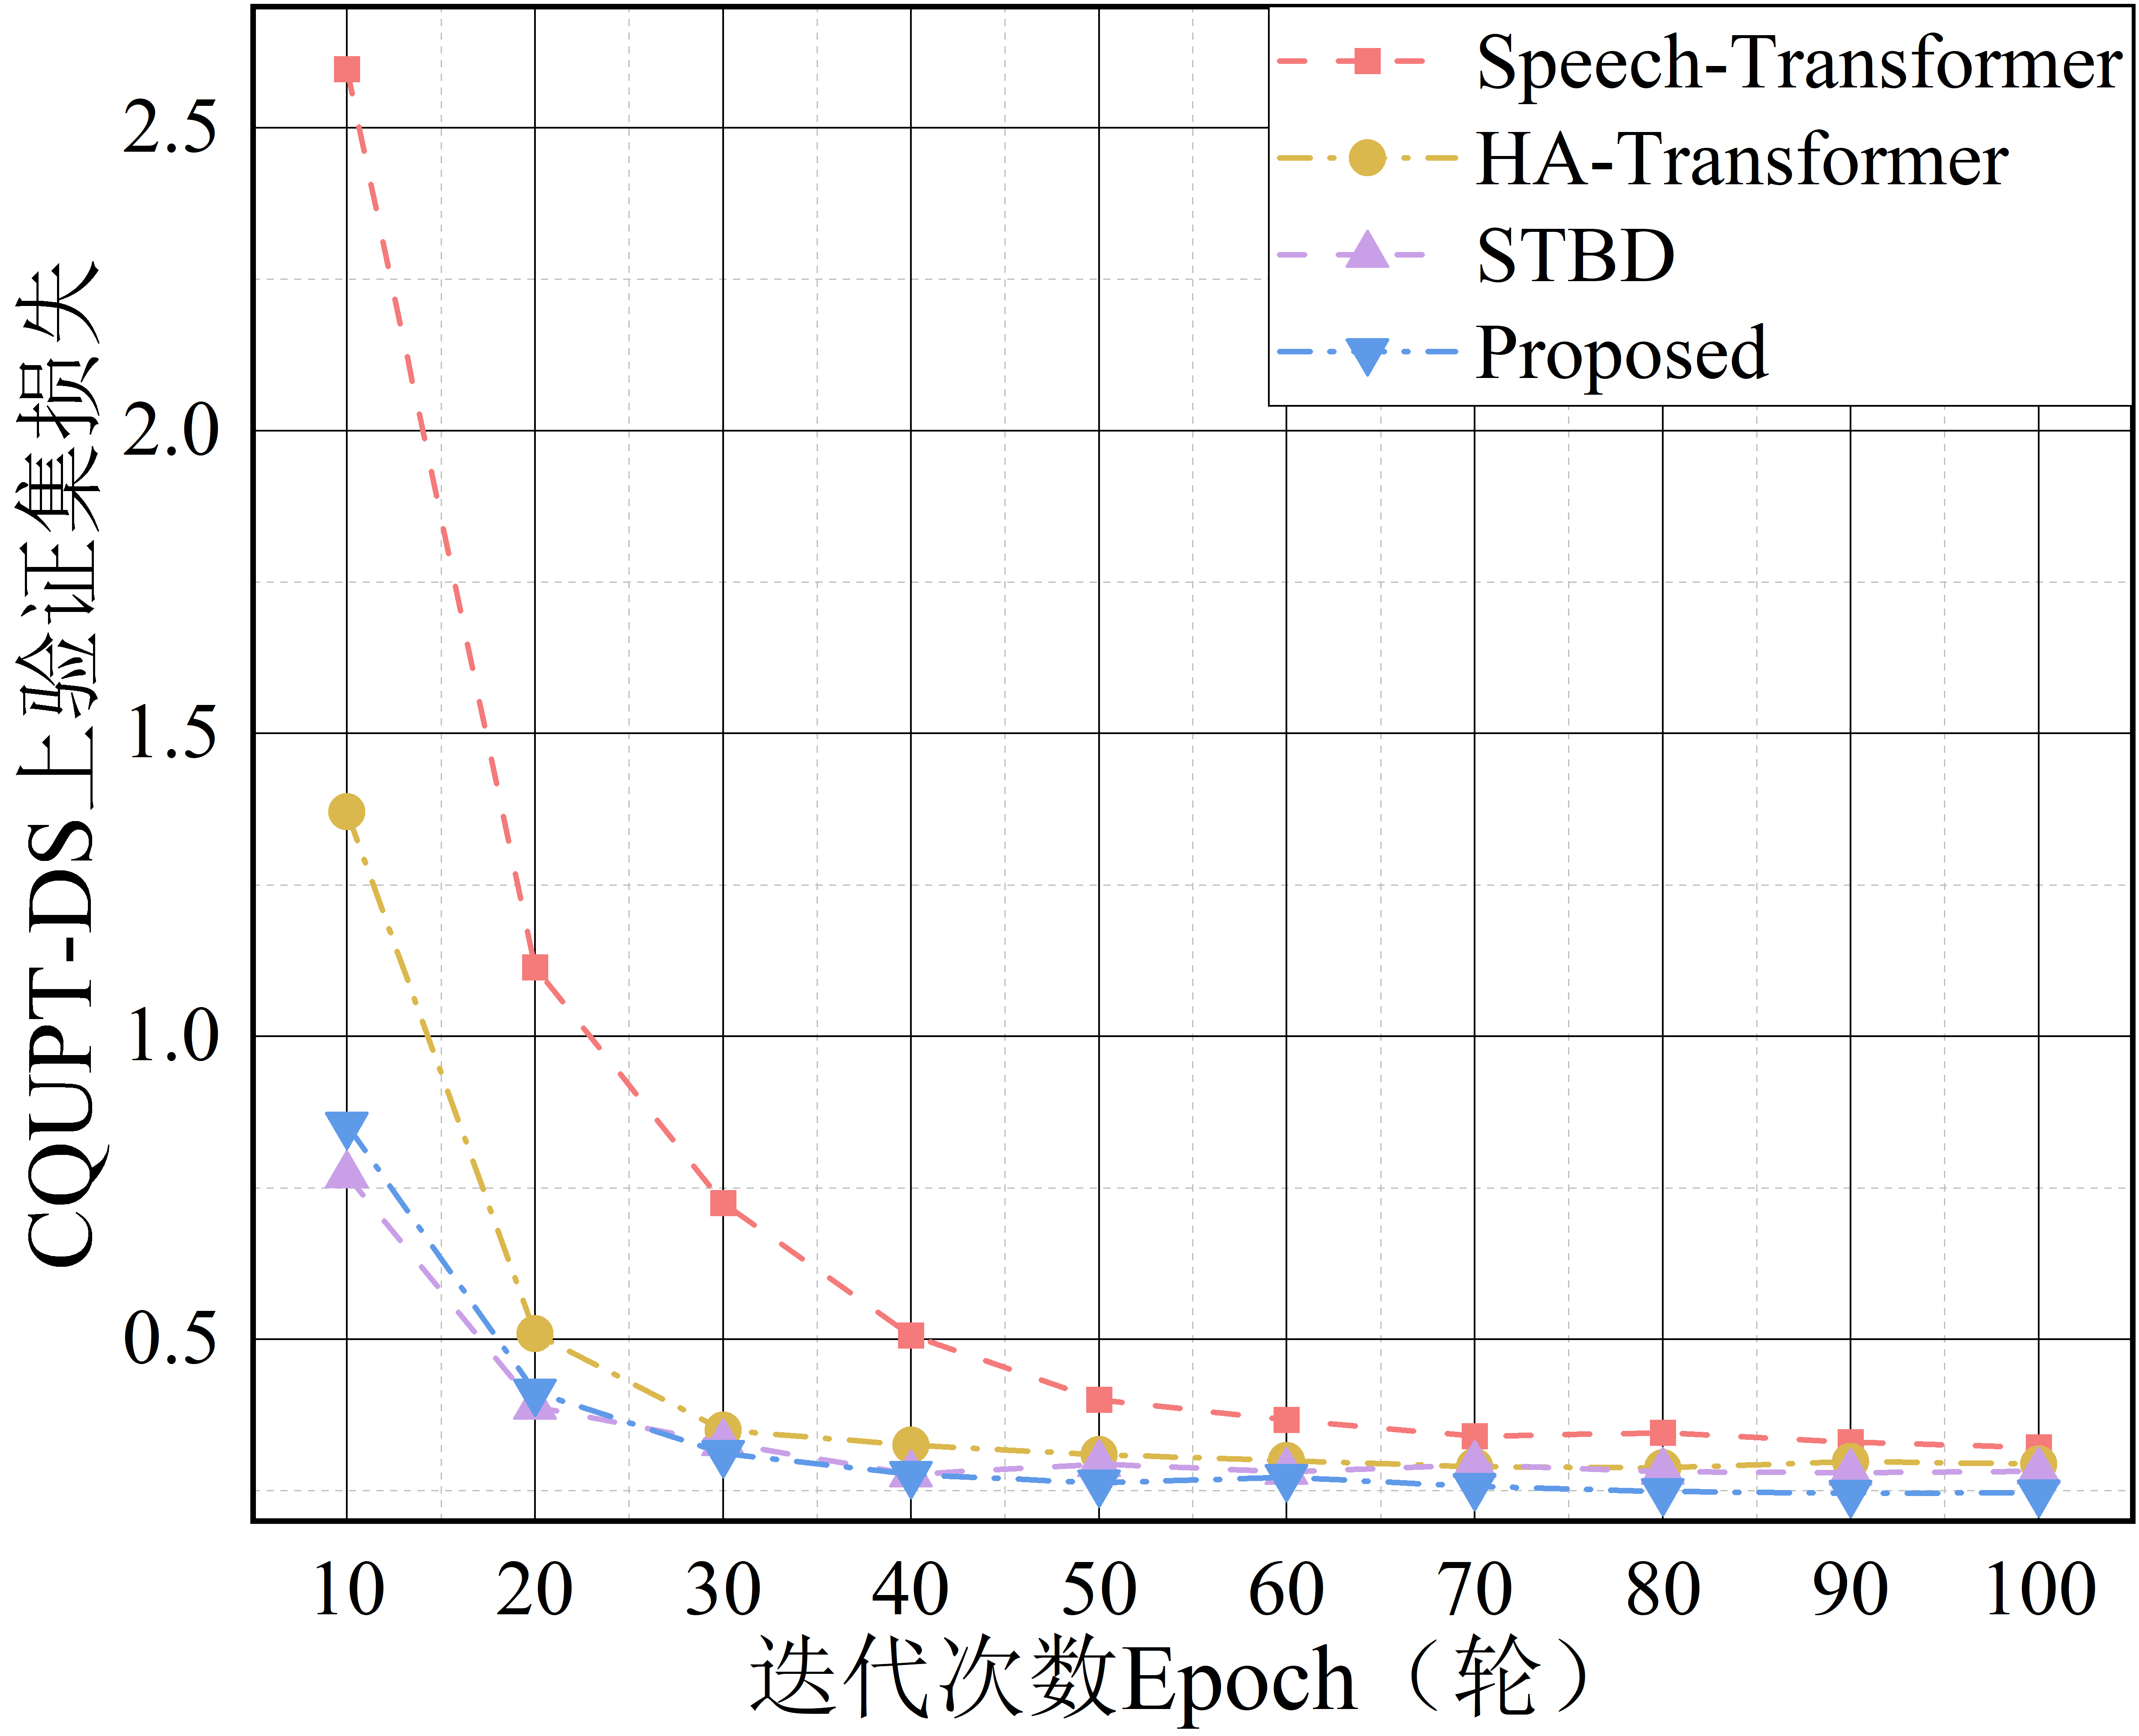 Speech-Transformer
HA-Transformer
STBD
Proposed
CQUPT-DS上验证集损失
2.5
2.0
1.5
1.0
0.5
10 20 30 40 50 60 70 80 90 100
迭代次数Epoch（轮）